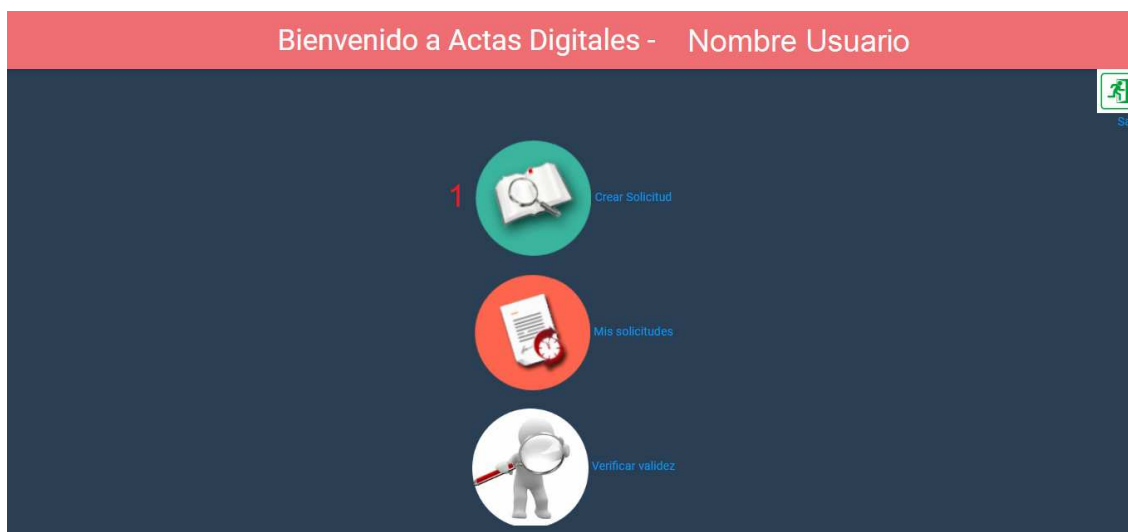 Bienvenido a Actas Digitales - Nombre Usuario
1
Crear Solicitud
Mis solicitudes
Verificar validez